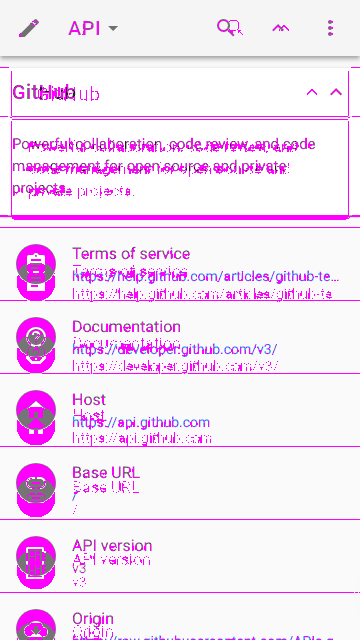 API
GitHub
Powerful collaboration, code review, and code
management for open source and private
projects.
Terms of service
https://help.github.com/articles/github-te...
Documentation
https://developer.github.com/v3/
Host
https://api.github.com
Base URL
/
API version
v3
Origin